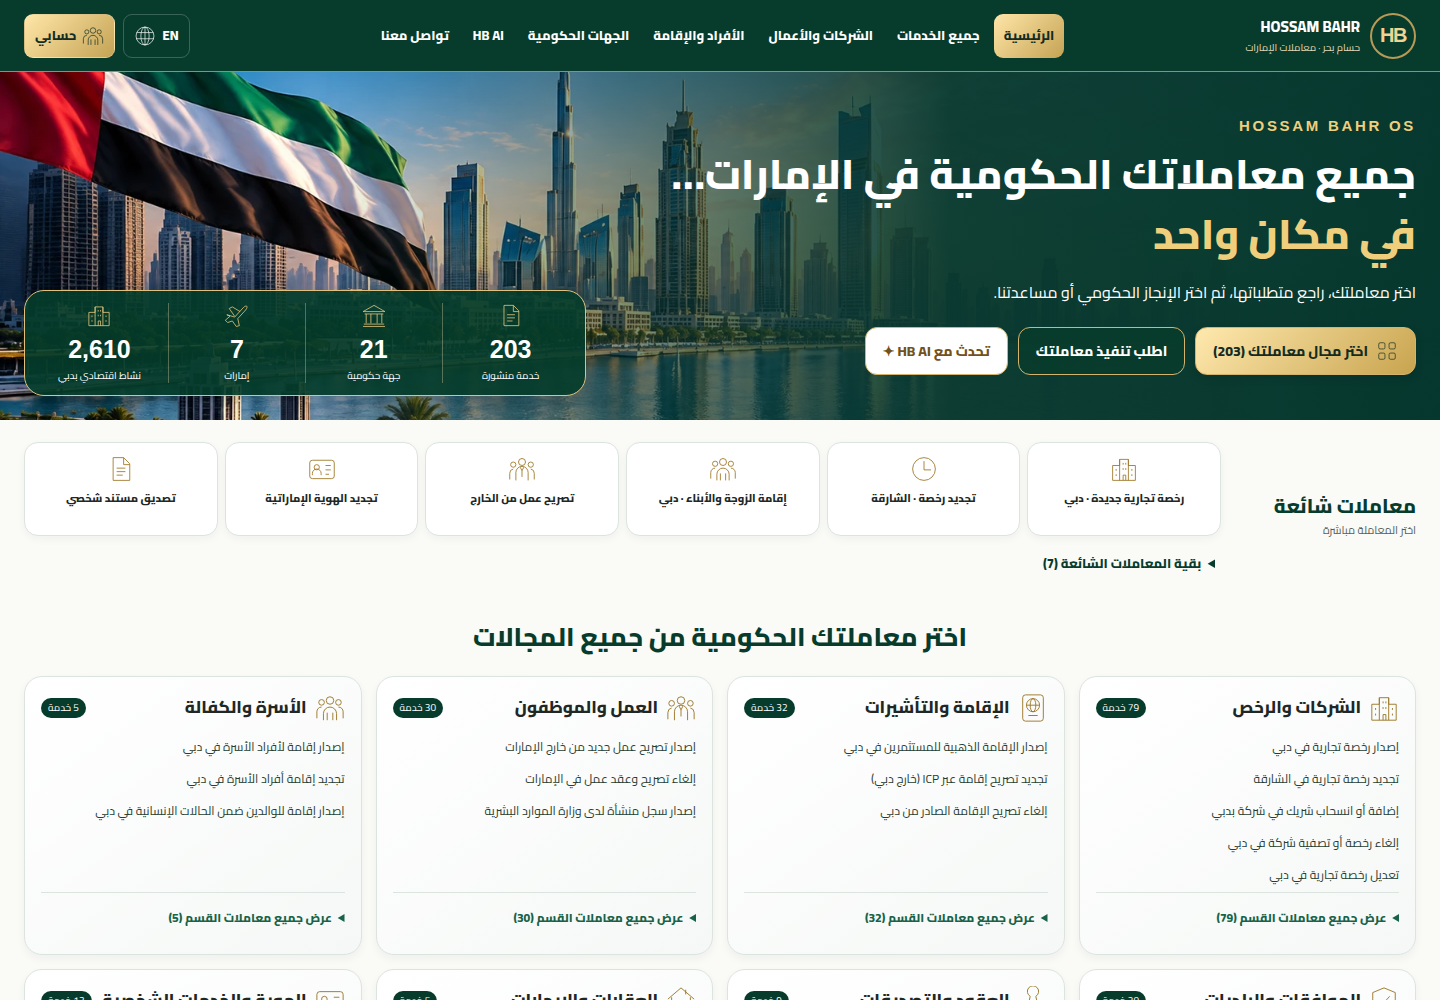 HB
HOSSAM BAHR
حسام بحر · معاملات الإمارات
الرئيسية
جميع الخدمات
الشركات والأعمال
الأفراد والإقامة
الجهات الحكومية
HB AI
تواصل معنا
EN
حسابي
HOSSAM BAHR OS
جميع معاملاتك الحكومية في الإمارات...
في مكان واحد
اختر معاملتك، راجع متطلباتها، ثم اختر الإنجاز الحكومي أو مساعدتنا.
اختر مجال معاملتك (203)
اطلب تنفيذ معاملتك
تحدث مع HB AI ✦
203
خدمة منشورة
21
جهة حكومية
7
إمارات
2,610
نشاط اقتصادي بدبي
معاملات شائعة
اختر المعاملة مباشرة
رخصة تجارية جديدة · دبي
تجديد رخصة · الشارقة
إقامة الزوجة والأبناء · دبي
تصريح عمل من الخارج
تجديد الهوية الإماراتية
تصديق مستند شخصي
◀ بقية المعاملات الشائعة (7)
اختر معاملتك الحكومية من جميع المجالات
الشركات والرخص
79 خدمة
إصدار رخصة تجارية في دبي
تجديد رخصة تجارية في الشارقة
إضافة أو انسحاب شريك في شركة بدبي
إلغاء رخصة أو تصفية شركة في دبي
تعديل رخصة تجارية في دبي
◀ عرض جميع معاملات القسم (79)
الإقامة والتأشيرات
32 خدمة
إصدار الإقامة الذهبية للمستثمرين في دبي
تجديد تصريح إقامة عبر ICP (خارج دبي)
إلغاء تصريح الإقامة الصادر من دبي
◀ عرض جميع معاملات القسم (32)
العمل والموظفون
30 خدمة
إصدار تصريح عمل جديد من خارج الإمارات
إلغاء تصريح وعقد عمل في الإمارات
إصدار سجل منشأة لدى وزارة الموارد البشرية
◀ عرض جميع معاملات القسم (30)
الأسرة والكفالة
5 خدمة
إصدار إقامة لأفراد الأسرة في دبي
تجديد إقامة أفراد الأسرة في دبي
إصدار إقامة للوالدين ضمن الحالات الإنسانية في دبي
◀ عرض جميع معاملات القسم (5)
الموافقات والبلديات
العقود والتصديقات
العقارات والإيجارات
الهوية والخدمات الشخصية